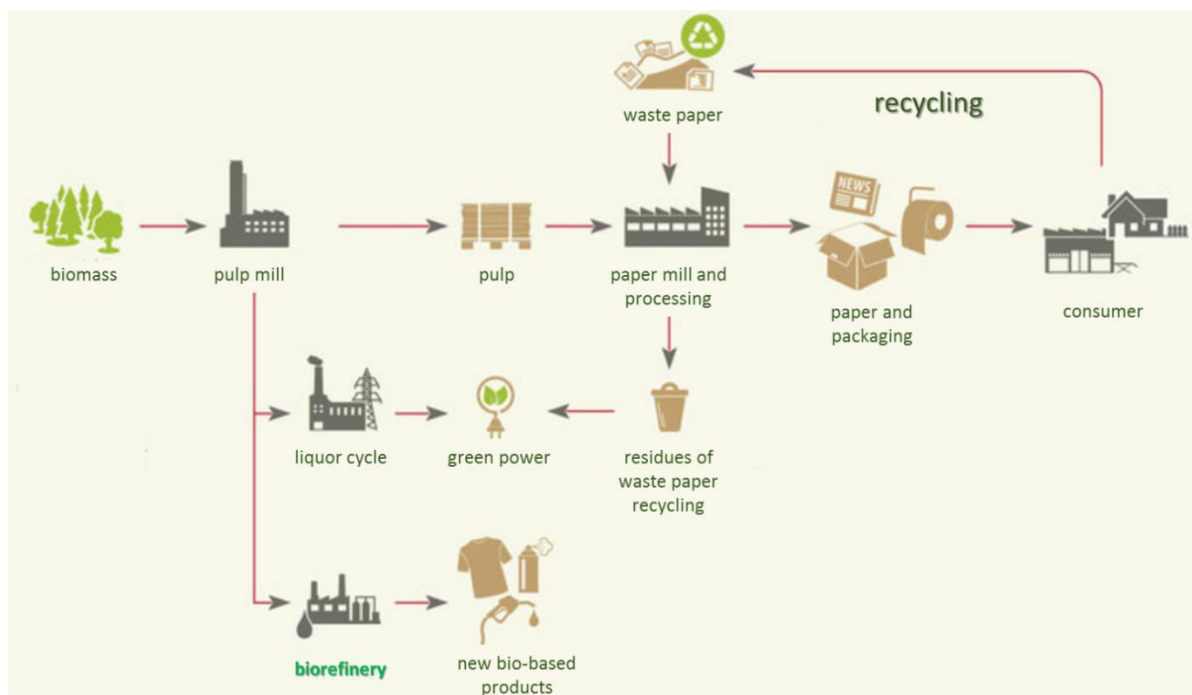 waste paper
recycling
biomass
pulp mill
pulp
paper mill and
processing
NEWS
paper and
packaging
consumer
liquor cycle
green power
residues of
waste paper
recycling
biorefinery
new bio-based
products